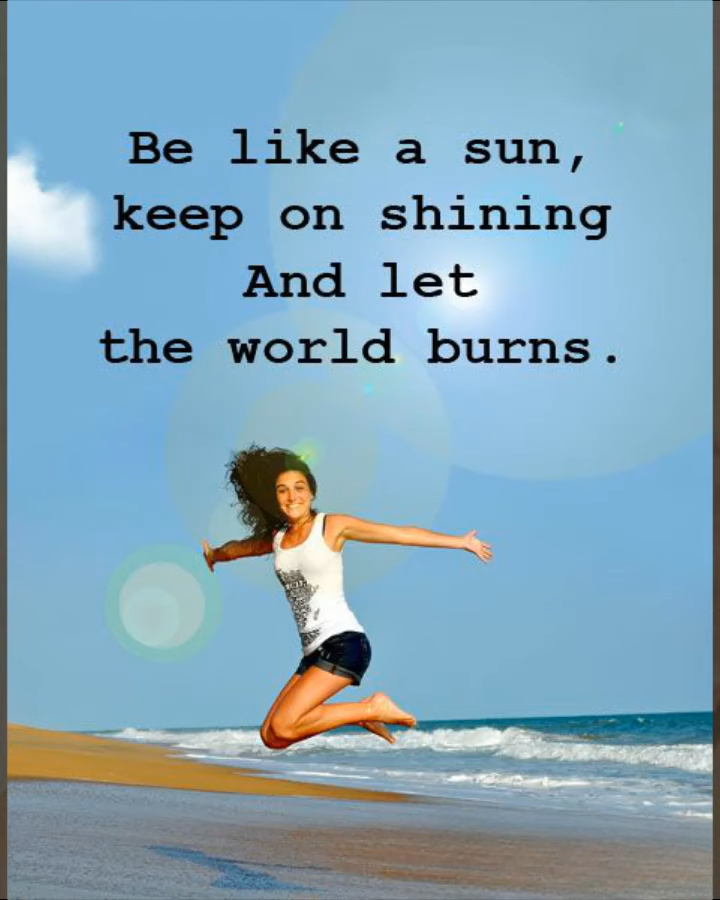 Be like a sun,
keep on shining
And let
the world burns.